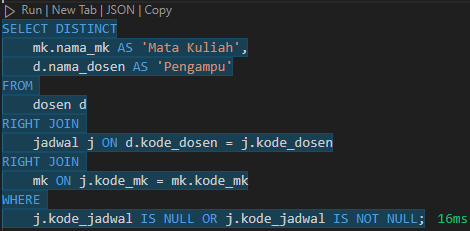 Run | New Tab | JSON | Copy
SELECT DISTINCT
mk.nama_mk AS 'Mata Kuliah',
d.nama_dosen AS 'Pengampu'
FROM
dosen d
RIGHT JOIN
jadwal j ON d.kode_dosen = j.kode_dosen
RIGHT JOIN
mk ON j.kode_mk = mk.kode_mk
WHERE
j.kode_jadwal IS NULL OR j.kode_jadwal IS NOT NULL; 16ms